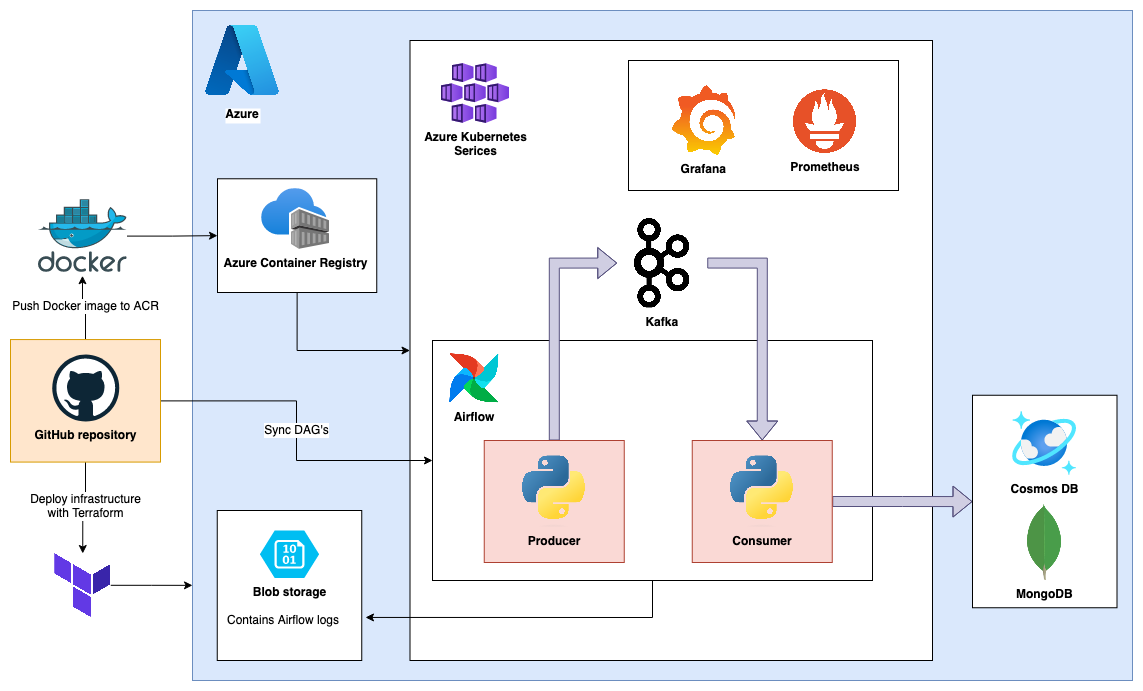 Azure
Azure Kubernetes
Serices
Grafana
Prometheus
docker
Azure Container Registry
Push Docker image to ACR
Kafka
GitHub repository
Airflow
Sync DAG's
Producer
Consumer
Cosmos DB
MongoDB
Deploy infrastructure
with Terraform
10
01
Blob storage
Contains Airflow logs